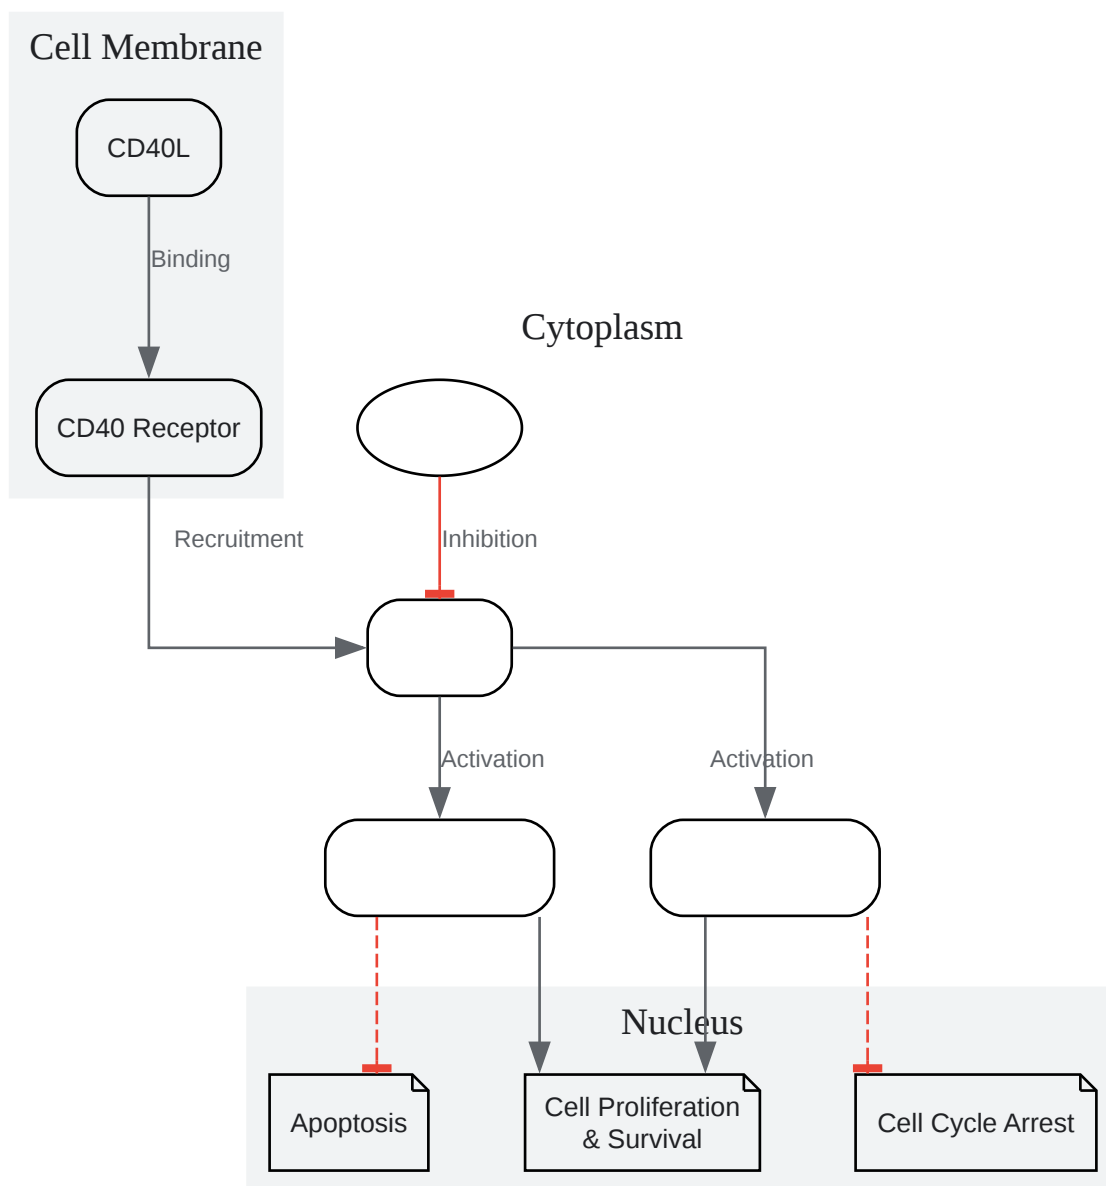 Cell Membrane
CD40L
Binding
Cytoplasm
CD40 Receptor
Recruitment
Inhibition
Activation
Activation
Nucleus
Apoptosis
Cell Proliferation
& Survival
Cell Cycle Arrest